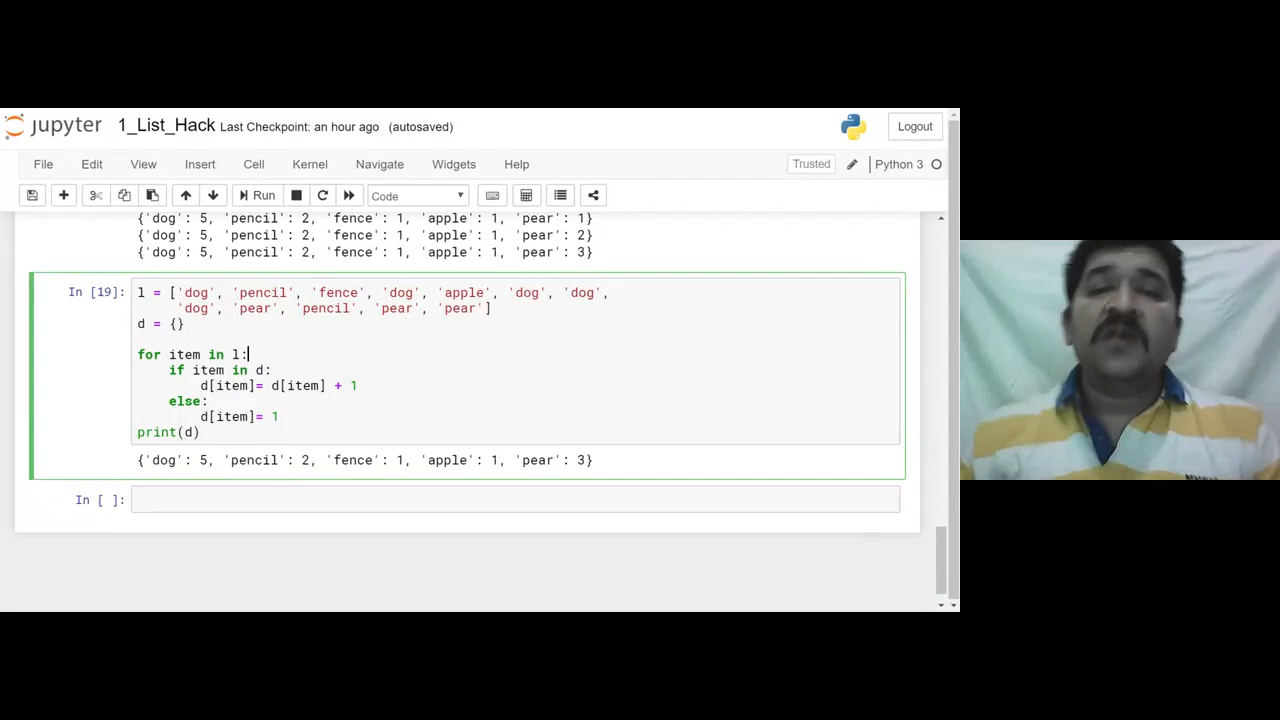 jupyter 1_List_Hack Last Checkpoint: an hour ago (autosaved) Logout
File Edit View Insert Cell Kernel Navigate Widgets Help Trusted Python 3
Run Code
{'dog': 5, 'pencil': 2, 'fence': 1, 'apple': 1, 'pear': 1}
{'dog': 5, 'pencil': 2, 'fence': 1, 'apple': 1, 'pear': 2}
{'dog': 5, 'pencil': 2, 'fence': 1, 'apple': 1, 'pear': 3}
In [19]: l = ['dog', 'pencil', 'fence', 'dog', 'apple', 'dog', 'dog',
'dog', 'pear', 'pencil', 'pear', 'pear']
d = {}
for item in l:
if item in d:
d[item]= d[item] + 1
else:
d[item]= 1
print(d)
{'dog': 5, 'pencil': 2, 'fence': 1, 'apple': 1, 'pear': 3}
In [ ]: